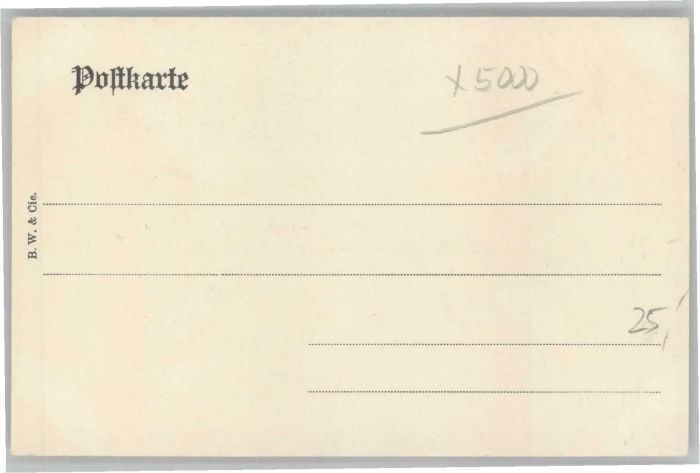 Postkarte
x 5000
B. W. & Cie.
25,